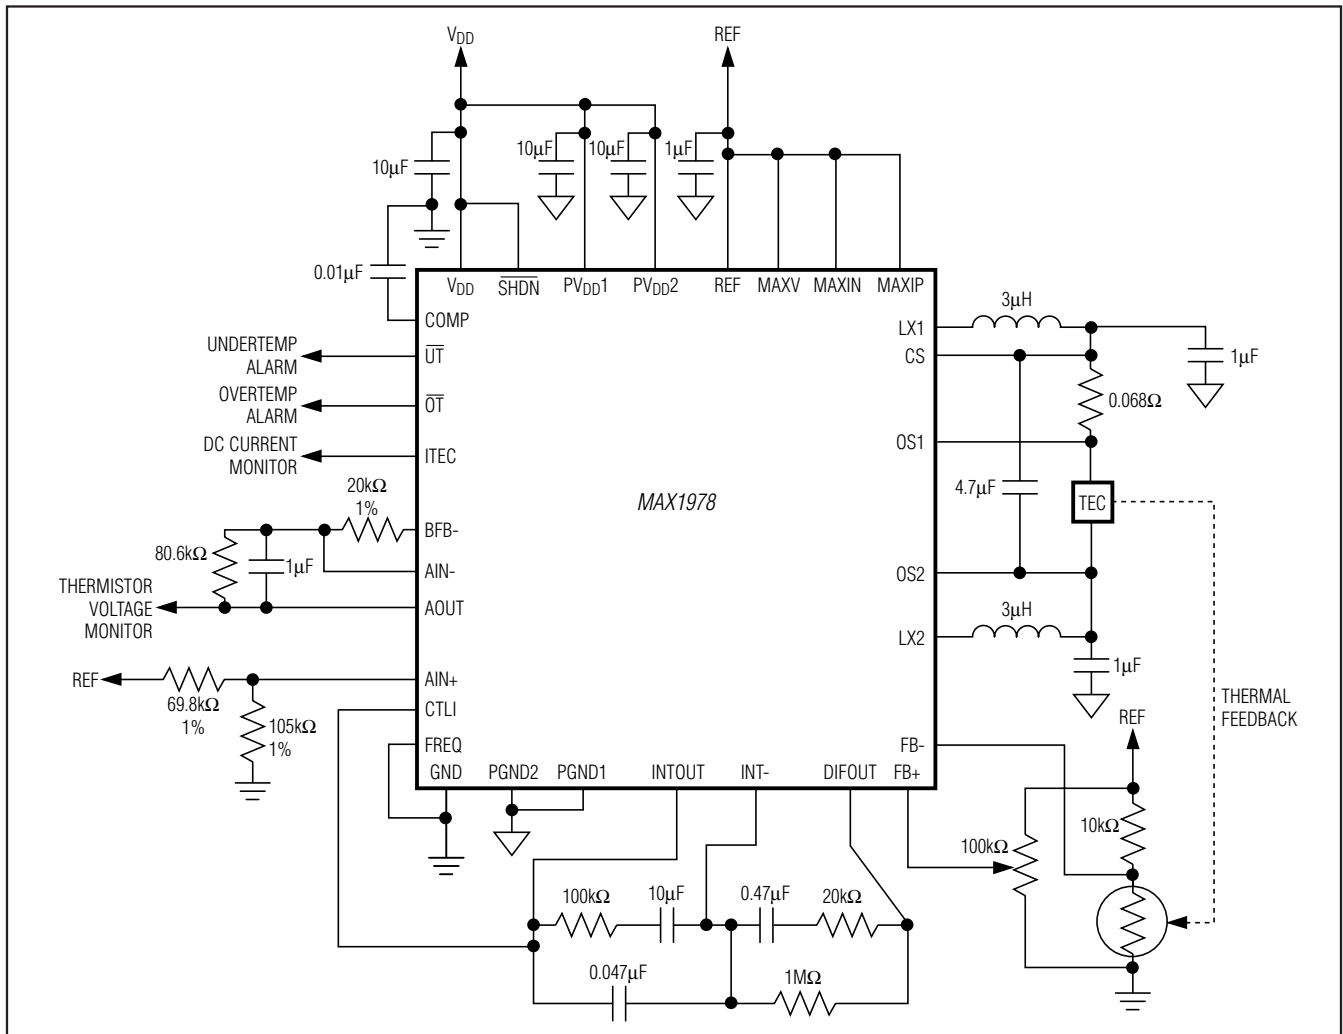 VDD
REF
10µF
10µF
10µF
1µF
0.01µF
VDD
SHDN
PVDD1
PVDD2
REF
MAXV
MAXIN
MAXIP
COMP
UNDERTEMP
ALARM
UT
OVERTEMP
ALARM
OT
DC CURRENT
MONITOR
ITEC
20kΩ
1%
BFB-
80.6kΩ
1µF
AIN-
THERMISTOR
VOLTAGE
MONITOR
AOUT
REF
69.8kΩ
1%
AIN+
105kΩ
1%
CTLI
FREQ
GND
PGND2
PGND1
INTOUT
INT-
DIFOUT
FB+
FB-
MAX1978
LX1
3µH
CS
1µF
0.068Ω
OS1
4.7µF
TEC
OS2
3µH
LX2
1µF
THERMAL
FEEDBACK
REF
10kΩ
100kΩ
100kΩ
10µF
0.47µF
20kΩ
0.047µF
1MΩ